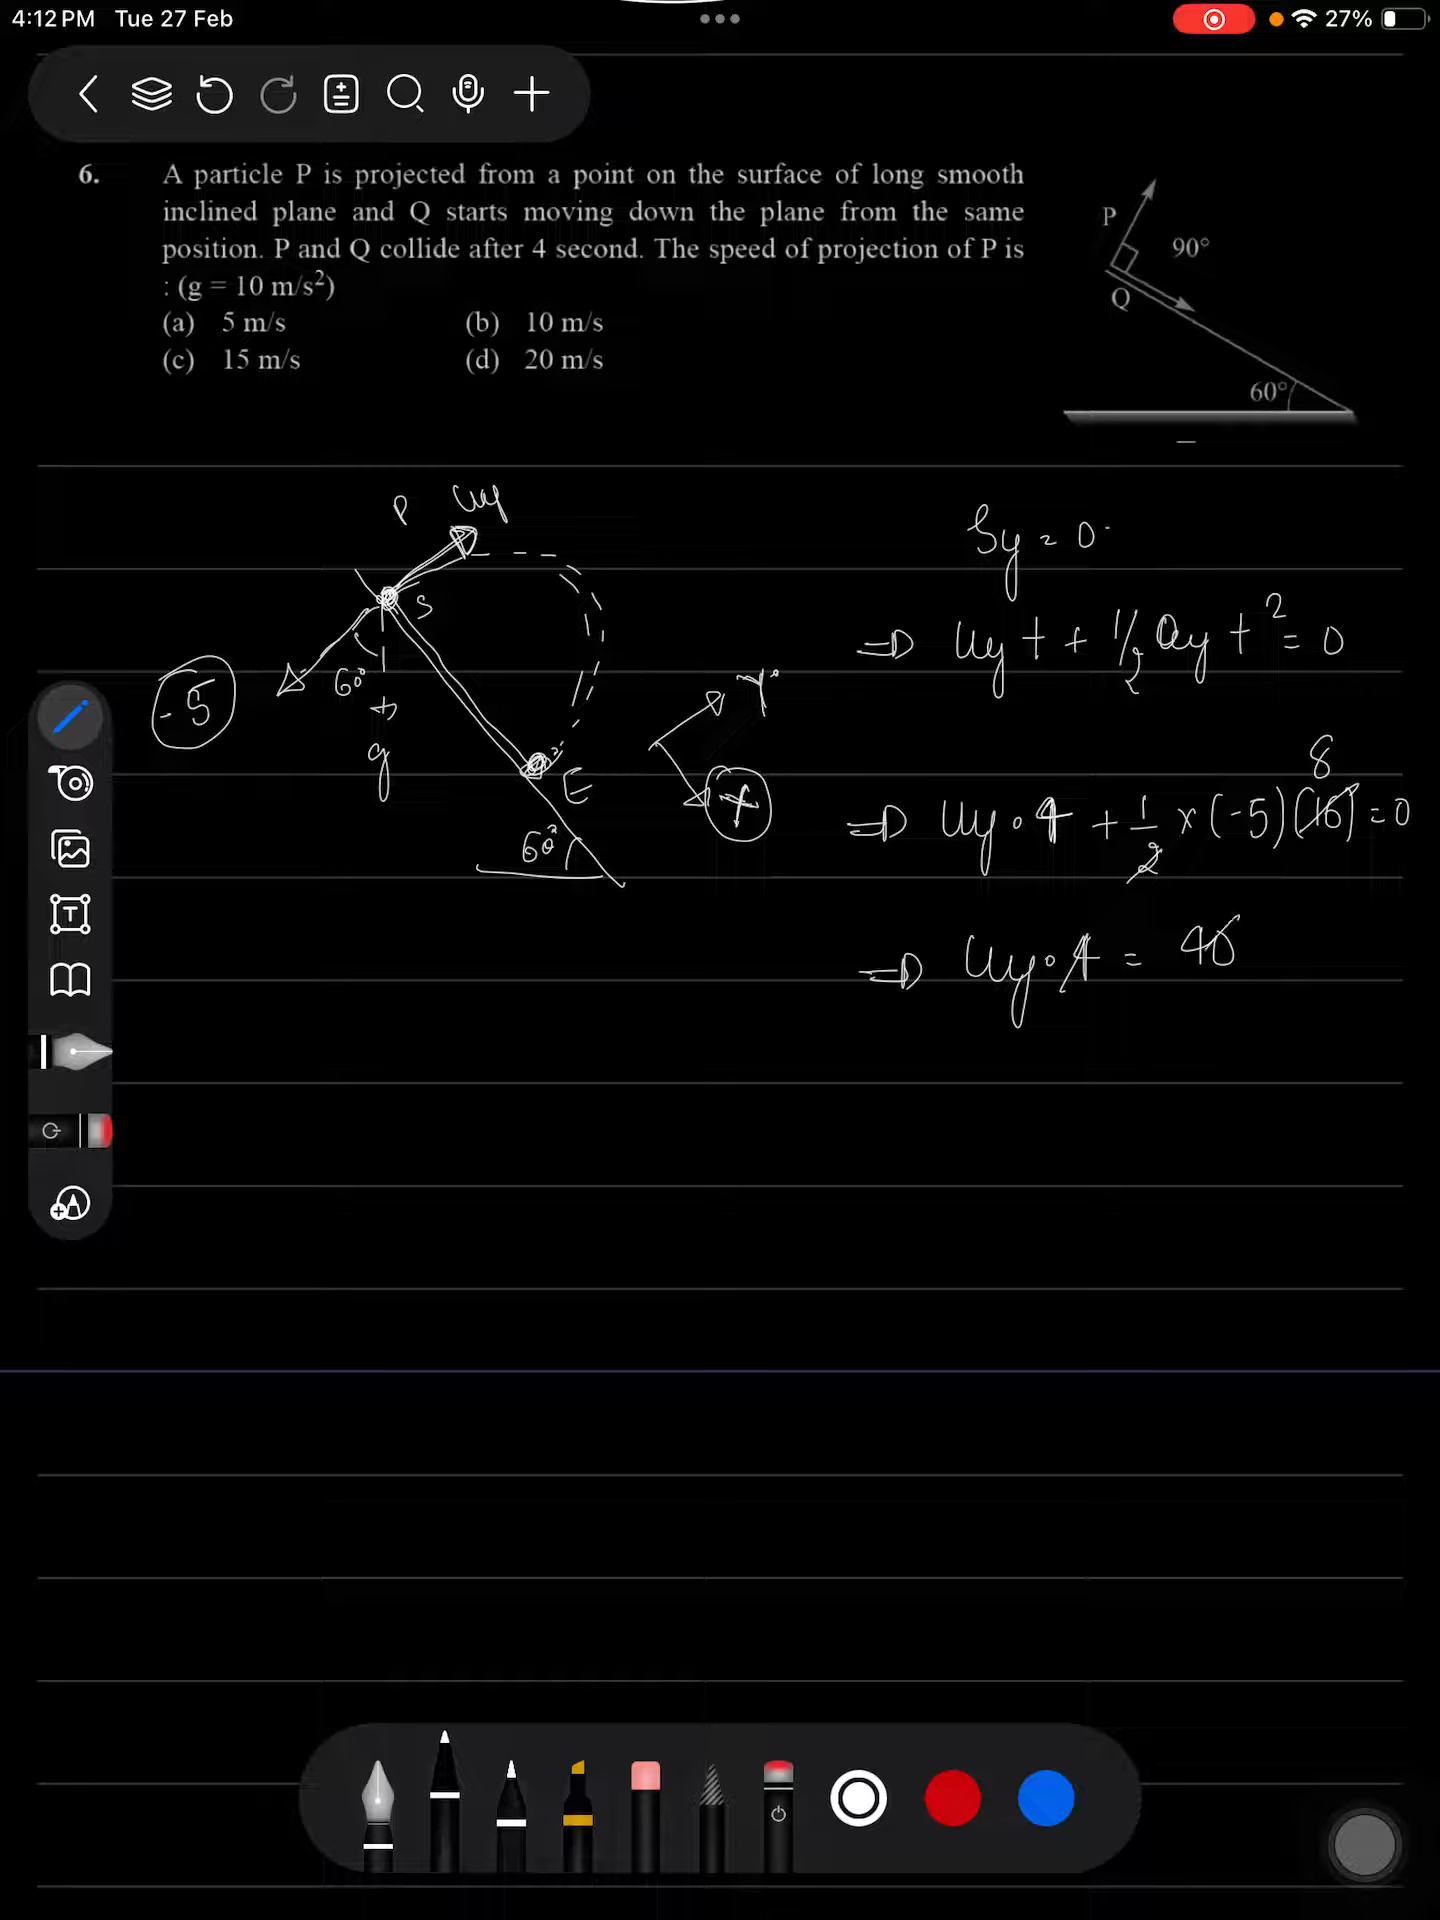 4:12 PM Tue 27 Feb
27%
6. A particle P is projected from a point on the surface of long smooth
inclined plane and Q starts moving down the plane from the same
position. P and Q collide after 4 second. The speed of projection of P is
: (g = 10 m/s²)
(a) 5 m/s (b) 10 m/s
(c) 15 m/s (d) 20 m/s
P
90°
Q
60°
P uy
S
60°
-5
g
E
60°
Y
+
Sy = 0
⇒ uy t + 1/2 ay t² = 0
8
⇒ uy · 4 + 1/2 × (-5)(16) = 0
⇒ uy · 4 = 40
T